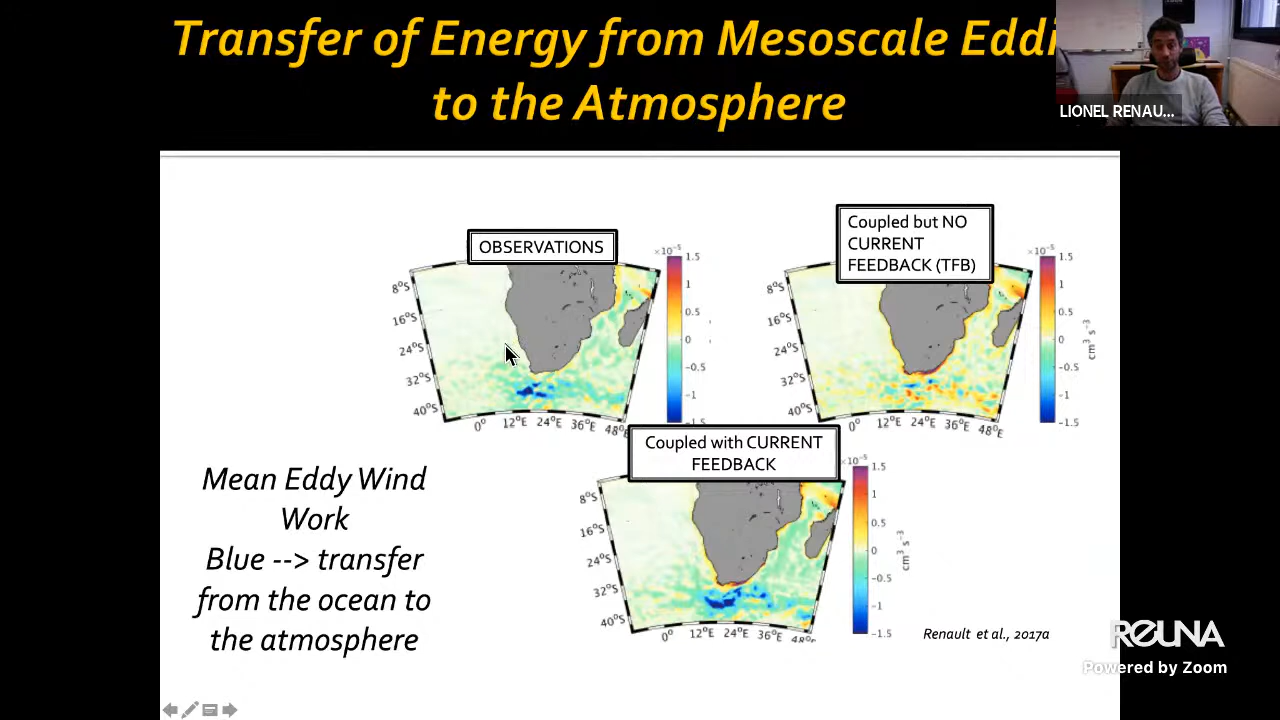 Transfer of Energy from Mesoscale Eddi
to the Atmosphere
LIONEL RENAU...
OBSERVATIONS
×10⁻⁵
1.5
1
0.5
0
−0.5
−1
−1.5
8°S
16°S
24°S
32°S
40°S
0°
12°E
24°E
36°E
48°E
Coupled but NO
CURRENT
FEEDBACK (TFB)
×10⁻⁵
1.5
1
0.5
0
−0.5
−1
−1.5
cm³ s⁻³
8°S
16°S
24°S
32°S
40°S
0°
12°E
24°E
36°E
48°E
Coupled with CURRENT
FEEDBACK
×10⁻⁵
1.5
1
0.5
0
−0.5
−1
−1.5
cm³ s⁻³
8°S
16°S
24°S
32°S
40°S
0°
12°E
24°E
36°E
48°E
Mean Eddy Wind
Work
Blue --> transfer
from the ocean to
the atmosphere
Renault et al., 2017a
REUNA
Powered by Zoom